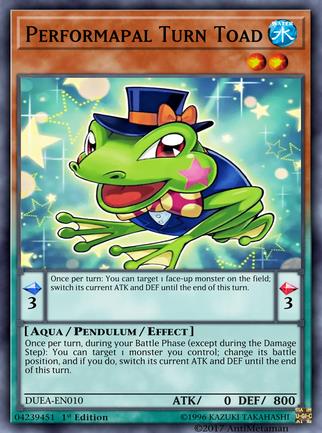 PERFORMAPAL TURN TOAD
WATER
水
Once per turn: You can target 1 face-up monster on the field;
switch its current ATK and DEF until the end of this turn.
3
3
[ Aqua / Pendulum / Effect ]
Once per turn, during your Battle Phase (except during the Damage
Step): You can target 1 monster you control; change its battle
position, and if you do, switch its current ATK and DEF until the end
of this turn.
DUEA-EN010
ATK/ 0 DEF/ 800
04239451 1st Edition
©1996 KAZUKI TAKAHASHI
©2017 AntiMetaman